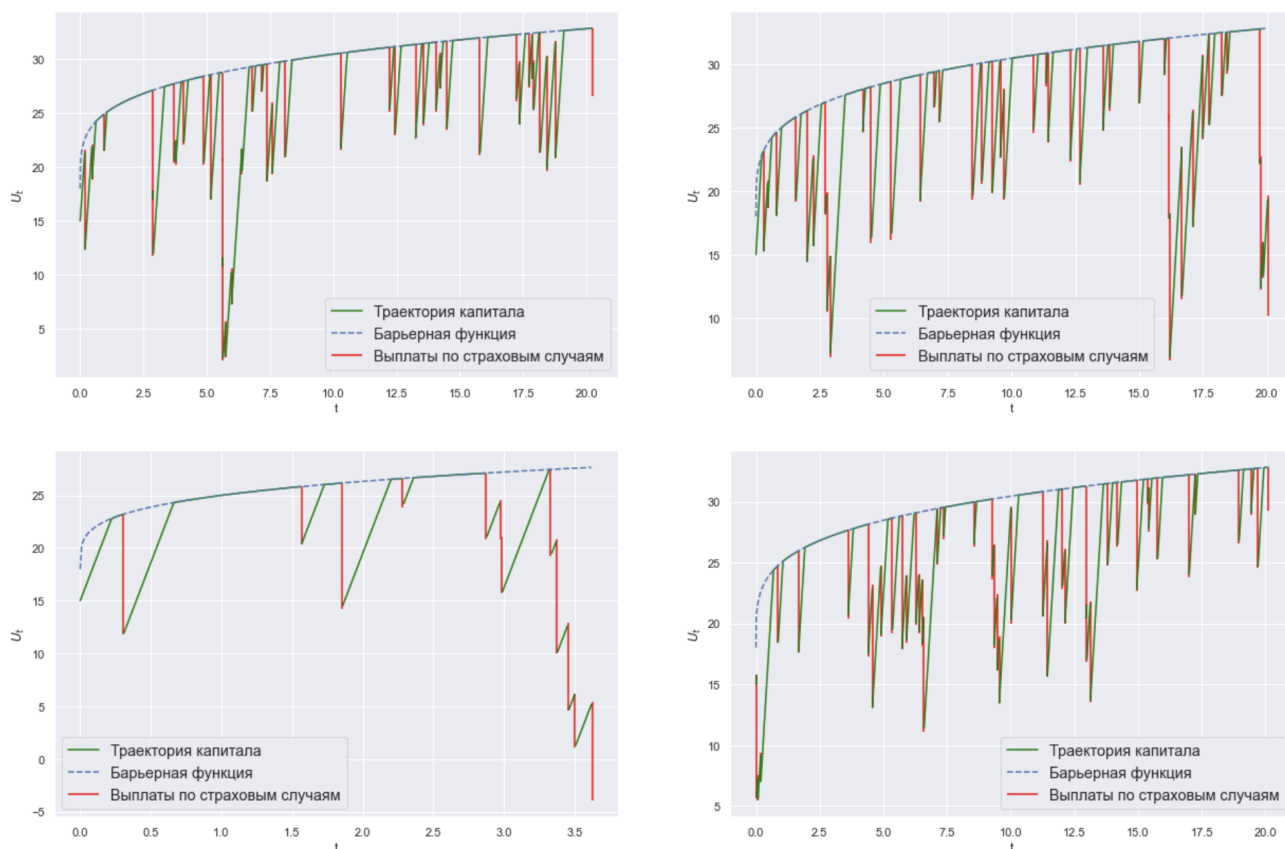 30
25
20
15
10
5
U_t
0.0 2.5 5.0 7.5 10.0 12.5 15.0 17.5 20.0
t
Траектория капитала
Барьерная функция
Выплаты по страховым случаям
30
25
20
15
10
U_t
0.0 2.5 5.0 7.5 10.0 12.5 15.0 17.5 20.0
t
Траектория капитала
Барьерная функция
Выплаты по страховым случаям
25
20
15
10
5
0
−5
U_t
0.0 0.5 1.0 1.5 2.0 2.5 3.0 3.5
t
Траектория капитала
Барьерная функция
Выплаты по страховым случаям
30
25
20
15
10
5
U_t
0.0 2.5 5.0 7.5 10.0 12.5 15.0 17.5 20.0
t
Траектория капитала
Барьерная функция
Выплаты по страховым случаям